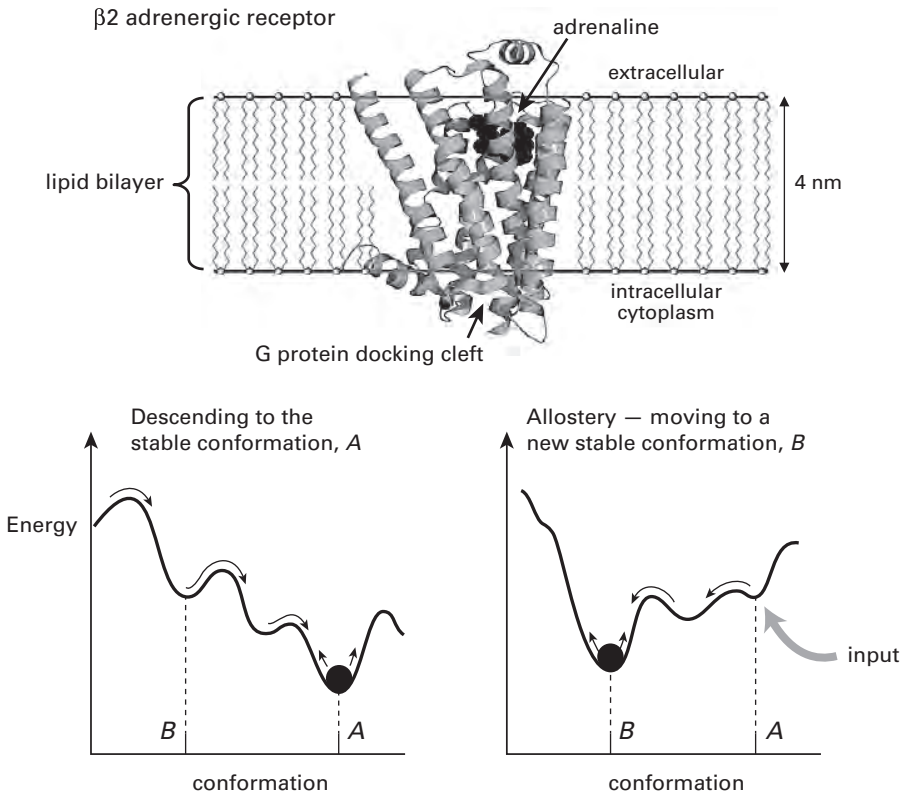 β2 adrenergic receptor
adrenaline
extracellular
lipid bilayer
4 nm
intracellular
cytoplasm
G protein docking cleft
Descending to the
stable conformation, A
Energy
B
A
conformation
Allostery — moving to a
new stable conformation, B
input
B
A
conformation